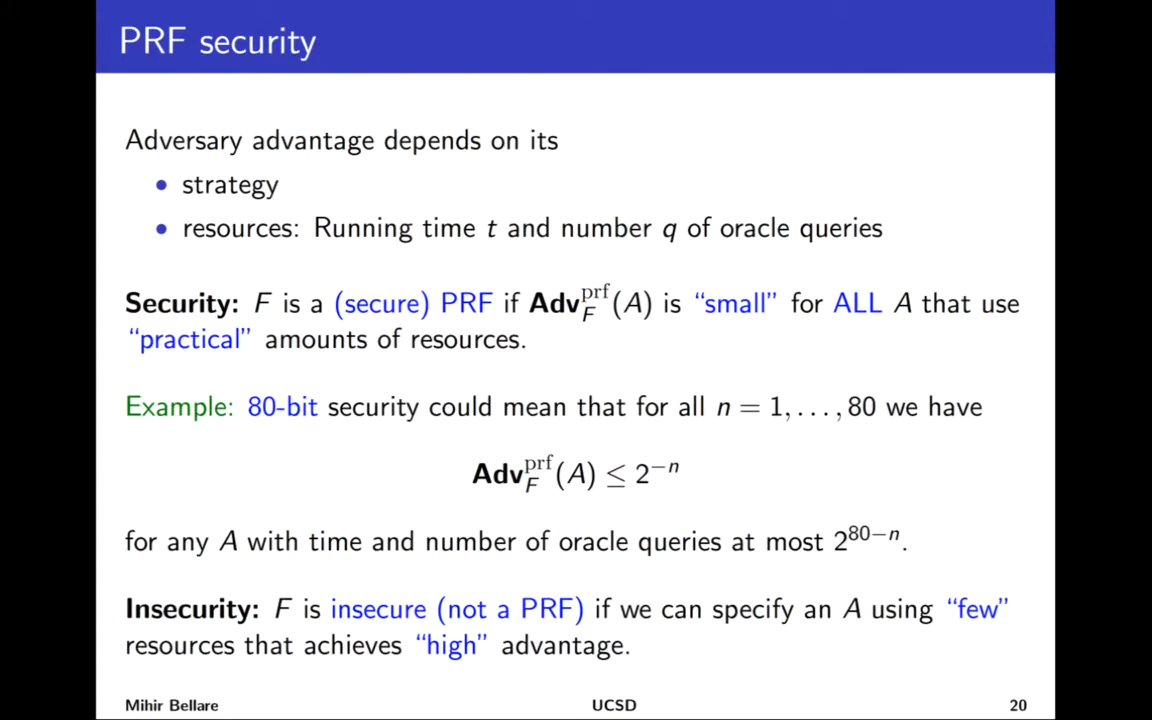 PRF security
Adversary advantage depends on its
• strategy
• resources: Running time t and number q of oracle queries
Security: F is a (secure) PRF if Adv_F^prf(A) is “small” for ALL A that use
“practical” amounts of resources.
Example: 80-bit security could mean that for all n = 1, . . . , 80 we have
Adv_F^prf(A) ≤ 2^−n
for any A with time and number of oracle queries at most 2^80−n.
Insecurity: F is insecure (not a PRF) if we can specify an A using “few”
resources that achieves “high” advantage.
Mihir Bellare UCSD 20